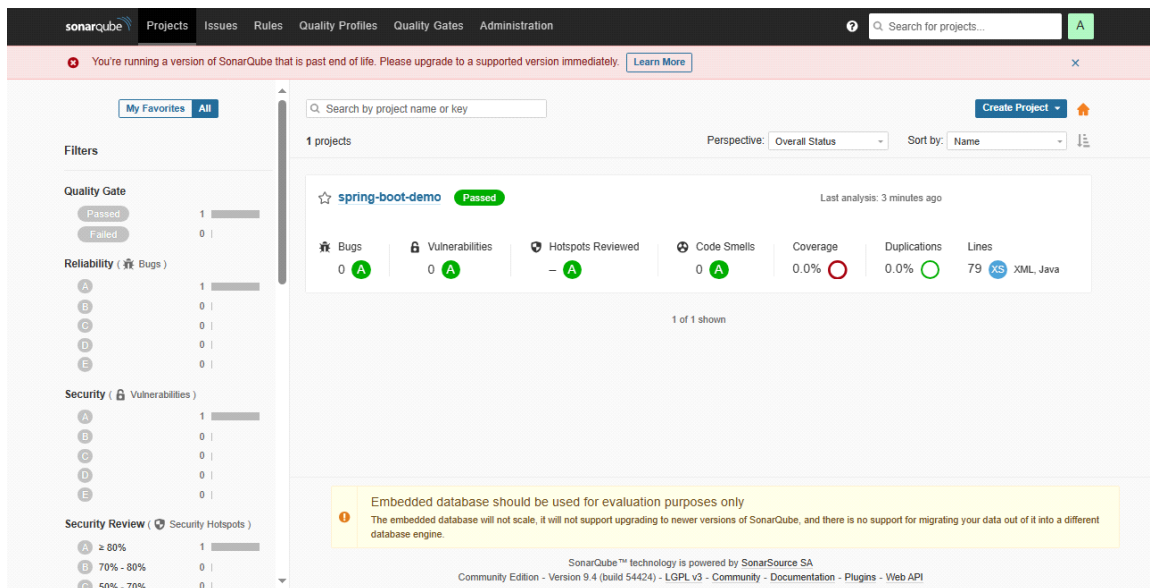 sonarqube Projects Issues Rules Quality Profiles Quality Gates Administration ? Search for projects... A
You're running a version of SonarQube that is past end of life. Please upgrade to a supported version immediately. Learn More
My Favorites All
Search by project name or key
Create Project
1 projects
Perspective: Overall Status
Sort by: Name
Filters
Quality Gate
Passed 1
Failed 0
Reliability ( Bugs )
A 1
B 0
C 0
D 0
E 0
Security ( Vulnerabilities )
A 1
B 0
C 0
D 0
E 0
Security Review ( Security Hotspots )
A ≥ 80% 1
B 70% - 80% 0
C 50% - 70% 0
spring-boot-demo Passed
Last analysis: 3 minutes ago
Bugs Vulnerabilities Hotspots Reviewed Code Smells Coverage Duplications Lines
0 A 0 A – A 0 A 0.0% 0.0% 79 XS XML, Java
1 of 1 shown
Embedded database should be used for evaluation purposes only
The embedded database will not scale, it will not support upgrading to newer versions of SonarQube, and there is no support for migrating your data out of it into a different
database engine.
SonarQube™ technology is powered by SonarSource SA
Community Edition - Version 9.4 (build 54424) - LGPL v3 - Community - Documentation - Plugins - Web API